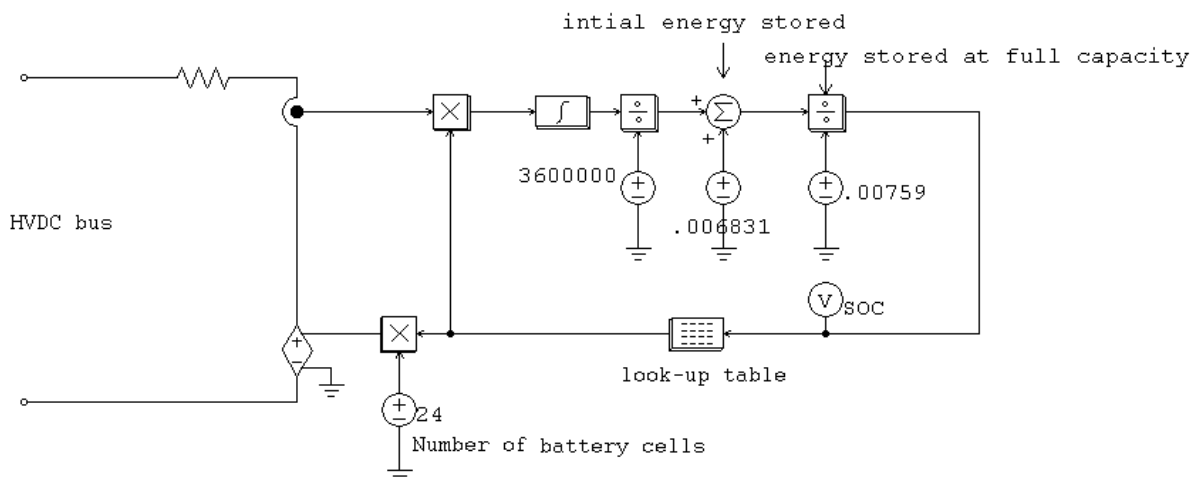 intial energy stored
energy stored at full capacity
3600000
.00759
.006831
HVDC bus
V
SOC
look-up table
24
Number of battery cells